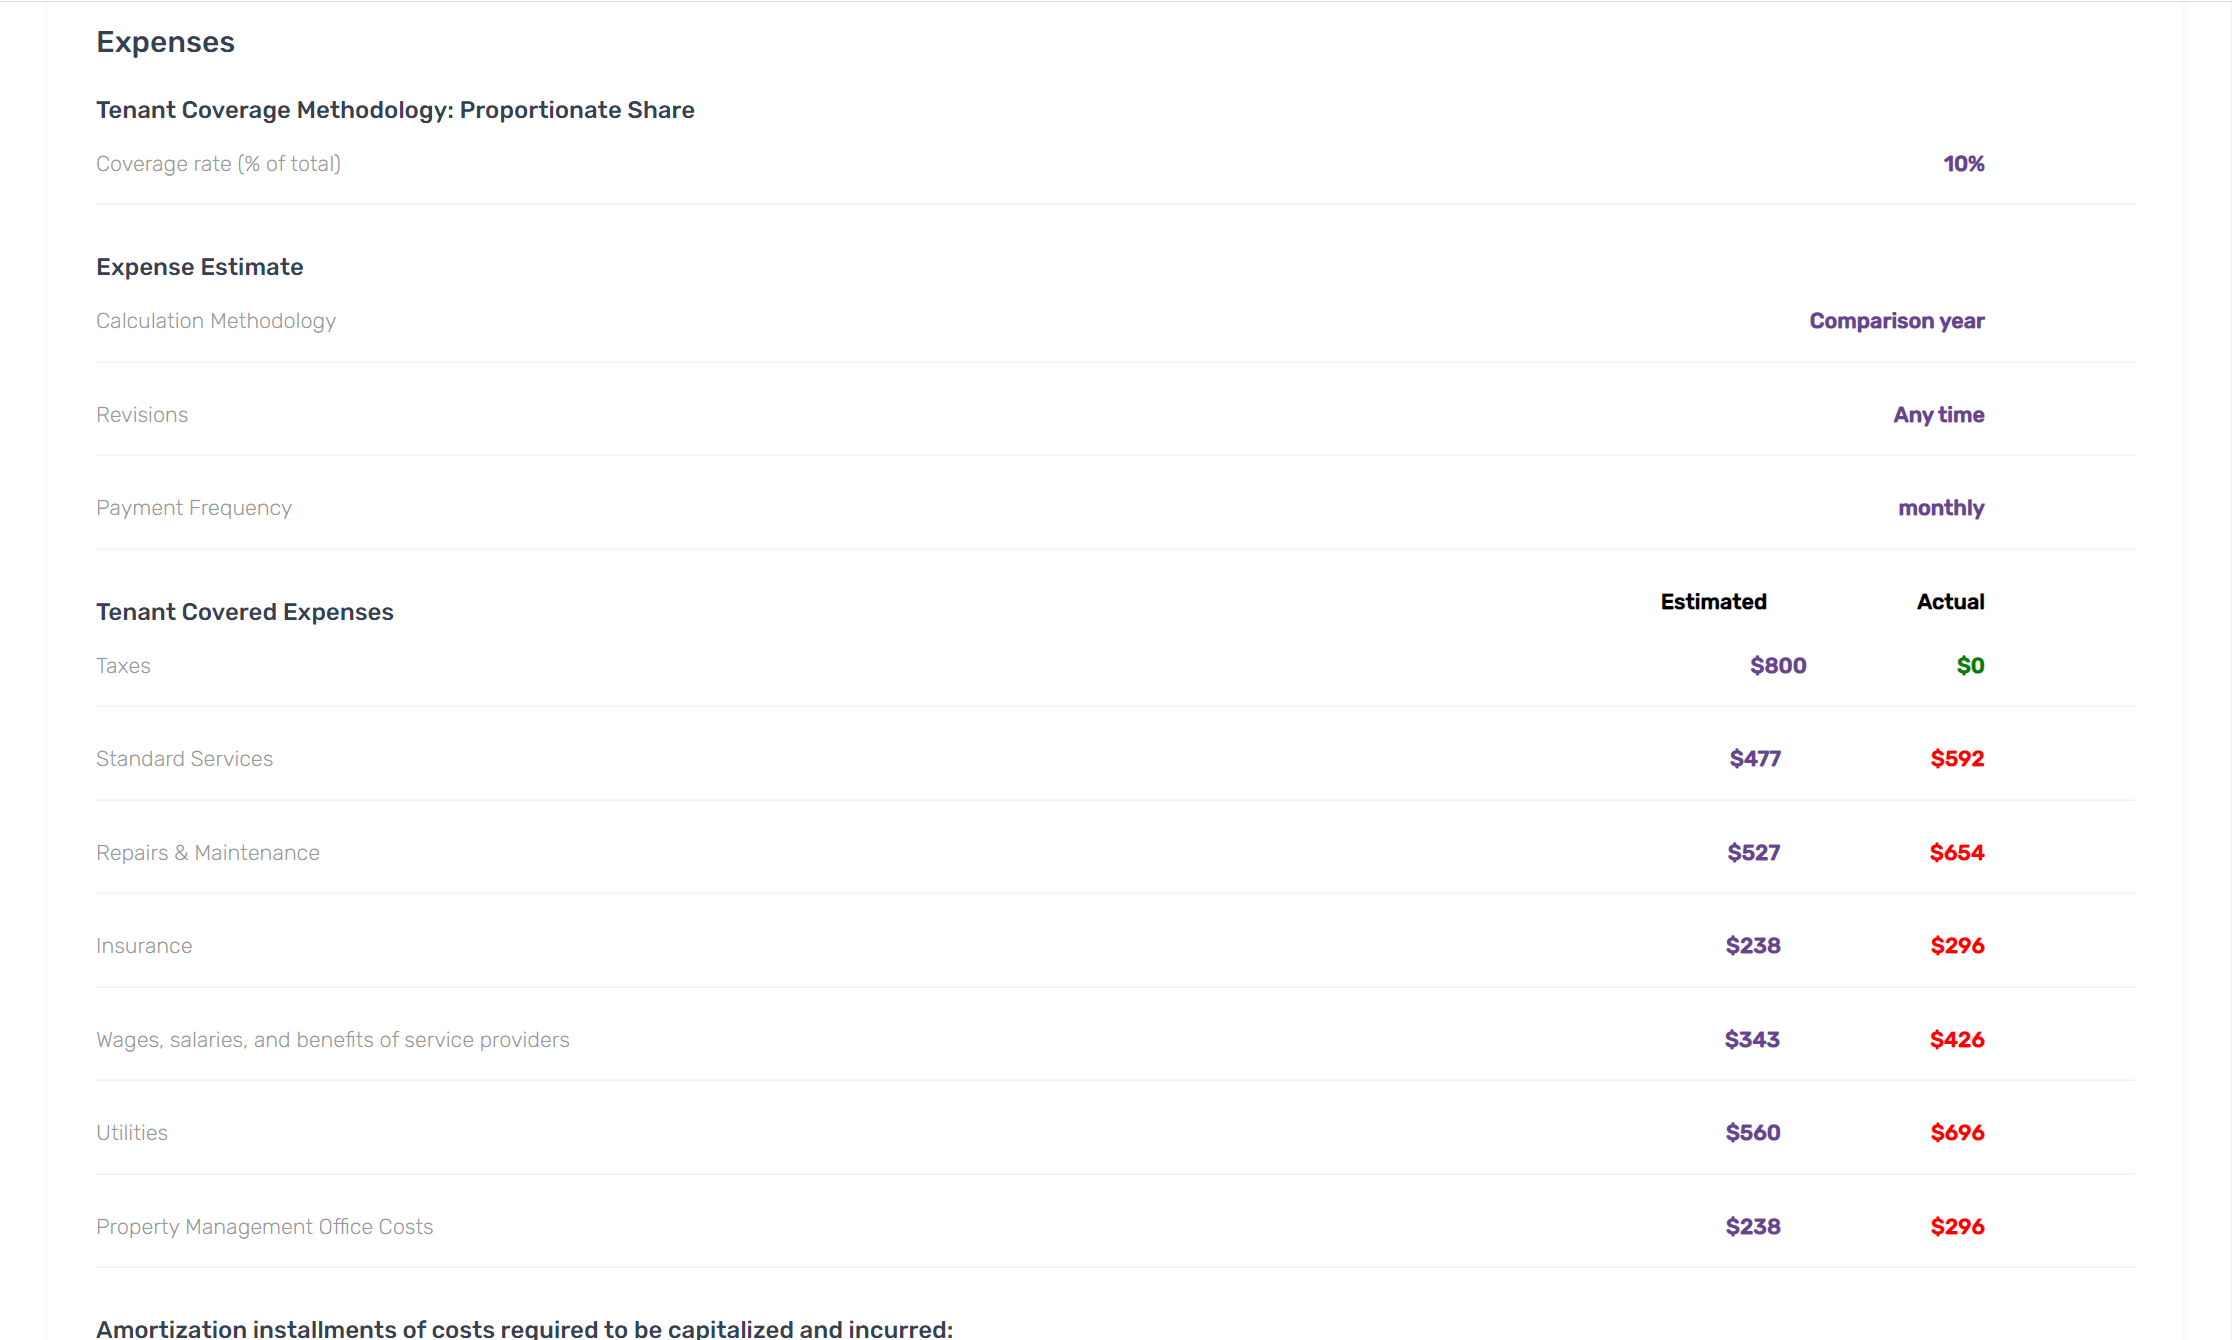 Expenses
Tenant Coverage Methodology: Proportionate Share
Coverage rate (% of total) 10%
Expense Estimate
Calculation Methodology Comparison year
Revisions Any time
Payment Frequency monthly
Tenant Covered Expenses Estimated Actual
Taxes $800 $0
Standard Services $477 $592
Repairs & Maintenance $527 $654
Insurance $238 $296
Wages, salaries, and benefits of service providers $343 $426
Utilities $560 $696
Property Management Office Costs $238 $296
Amortization installments of costs required to be capitalized and incurred: